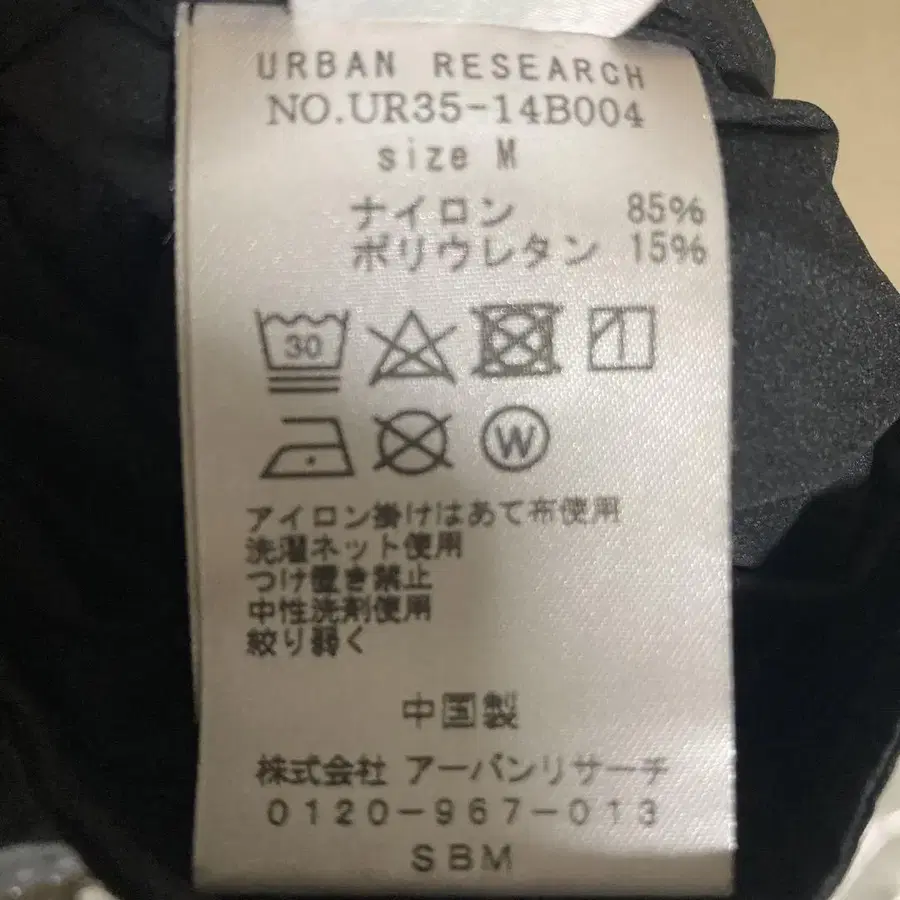 URBAN RESEARCH
NO.UR35-14B004
size M
ナイロン 85%
ポリウレタン 15%
30
W
アイロン掛けはあて布使用
洗濯ネット使用
つけ置き禁止
中性洗剤使用
絞り弱く
中国製
株式会社 アーバンリサーチ
0120-967-013
SBM